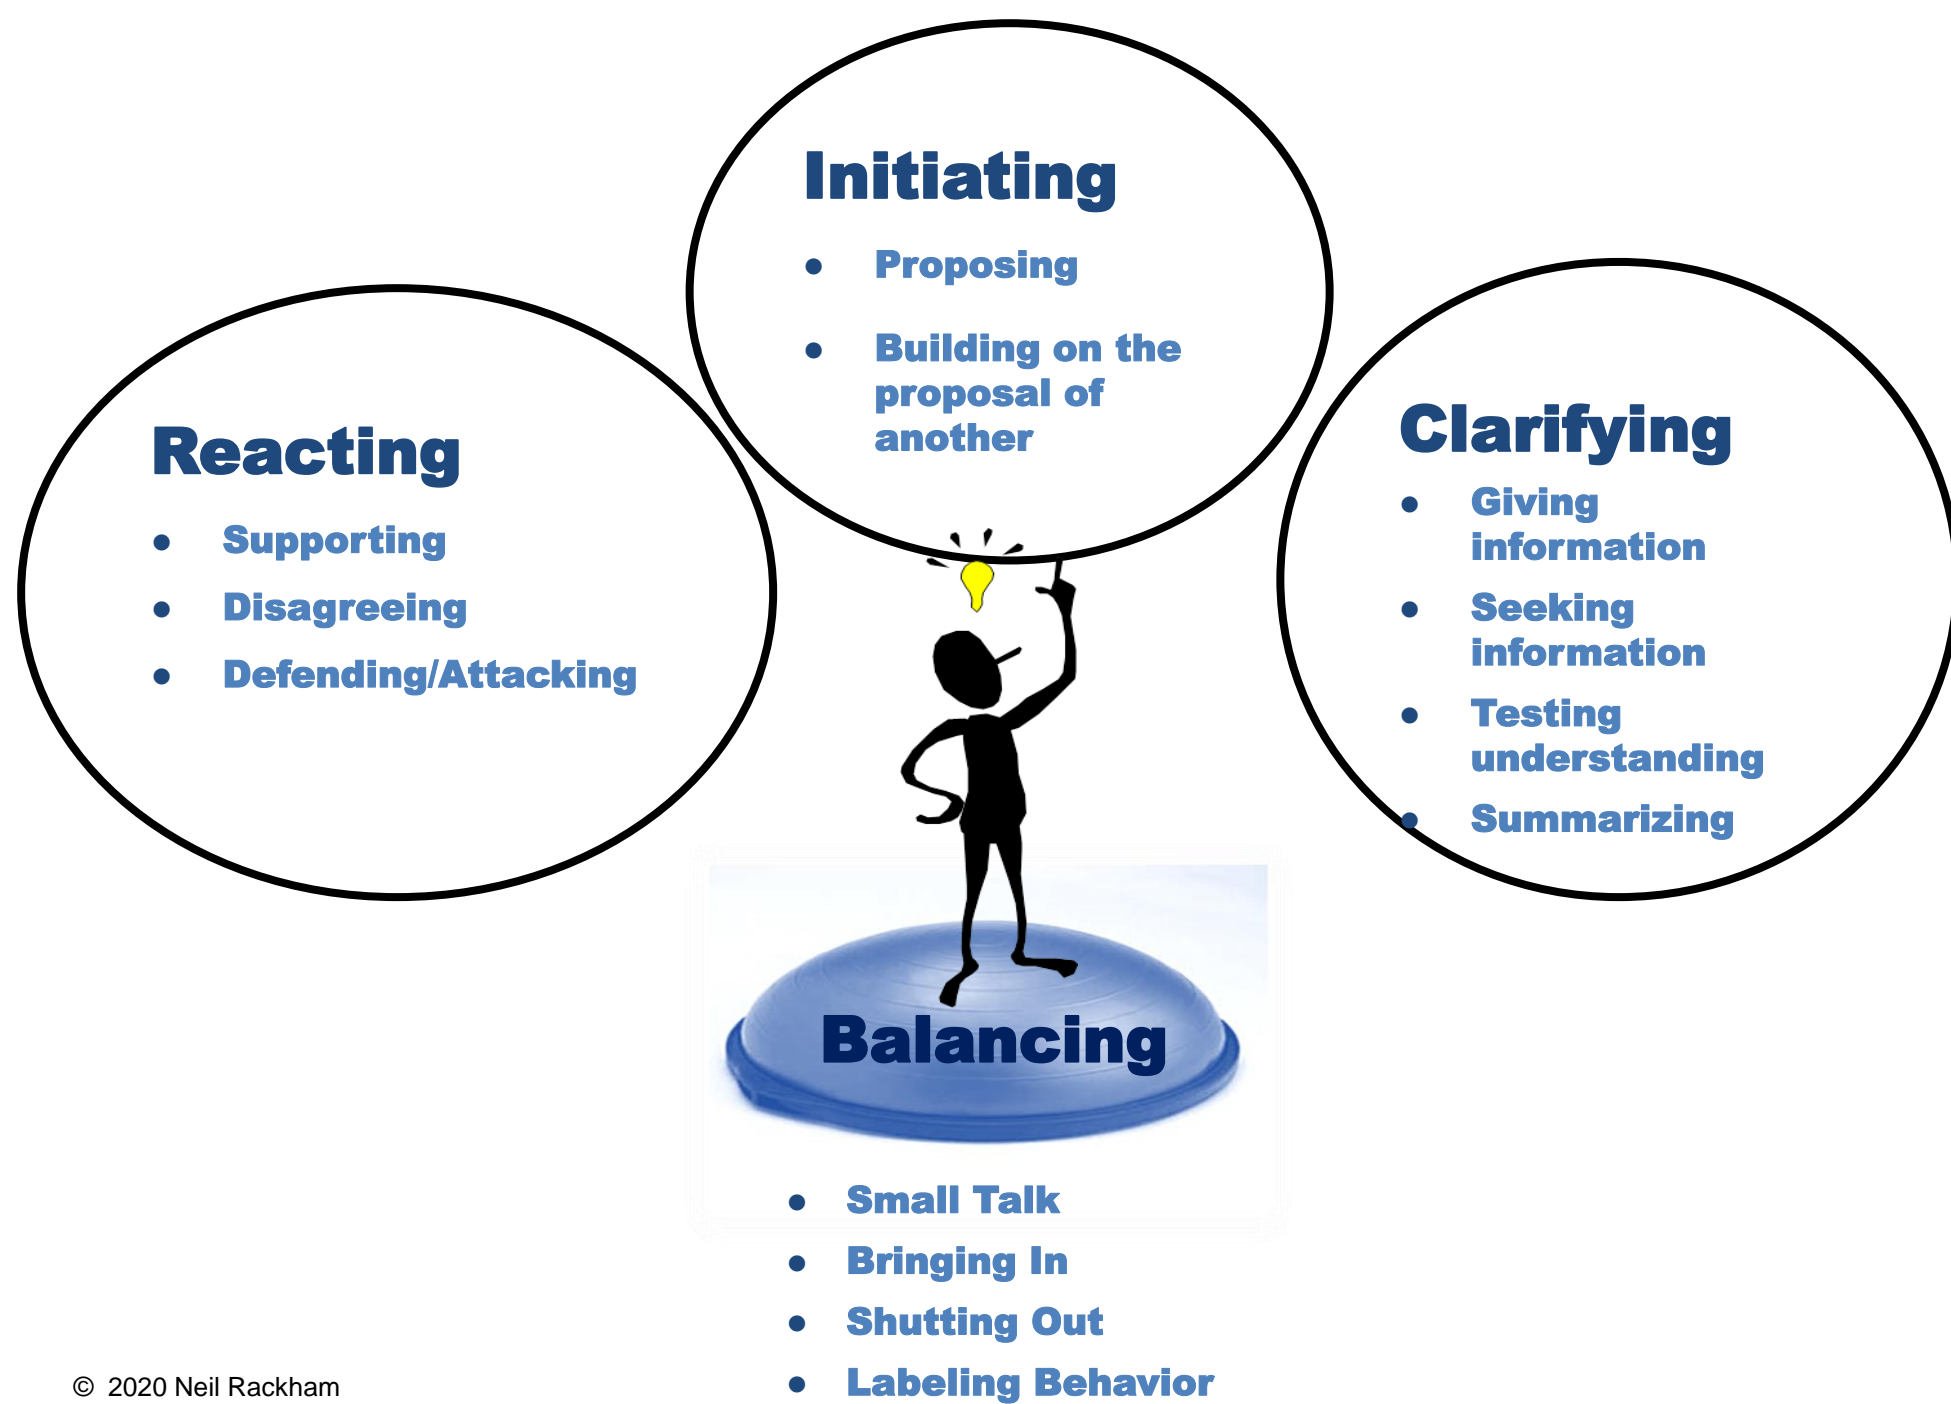 Initiating
● Proposing
● Building on the
proposal of
another
Reacting
● Supporting
● Disagreeing
● Defending/Attacking
Clarifying
● Giving
information
● Seeking
information
● Testing
understanding
● Summarizing
Balancing
● Small Talk
● Bringing In
● Shutting Out
● Labeling Behavior
© 2020 Neil Rackham